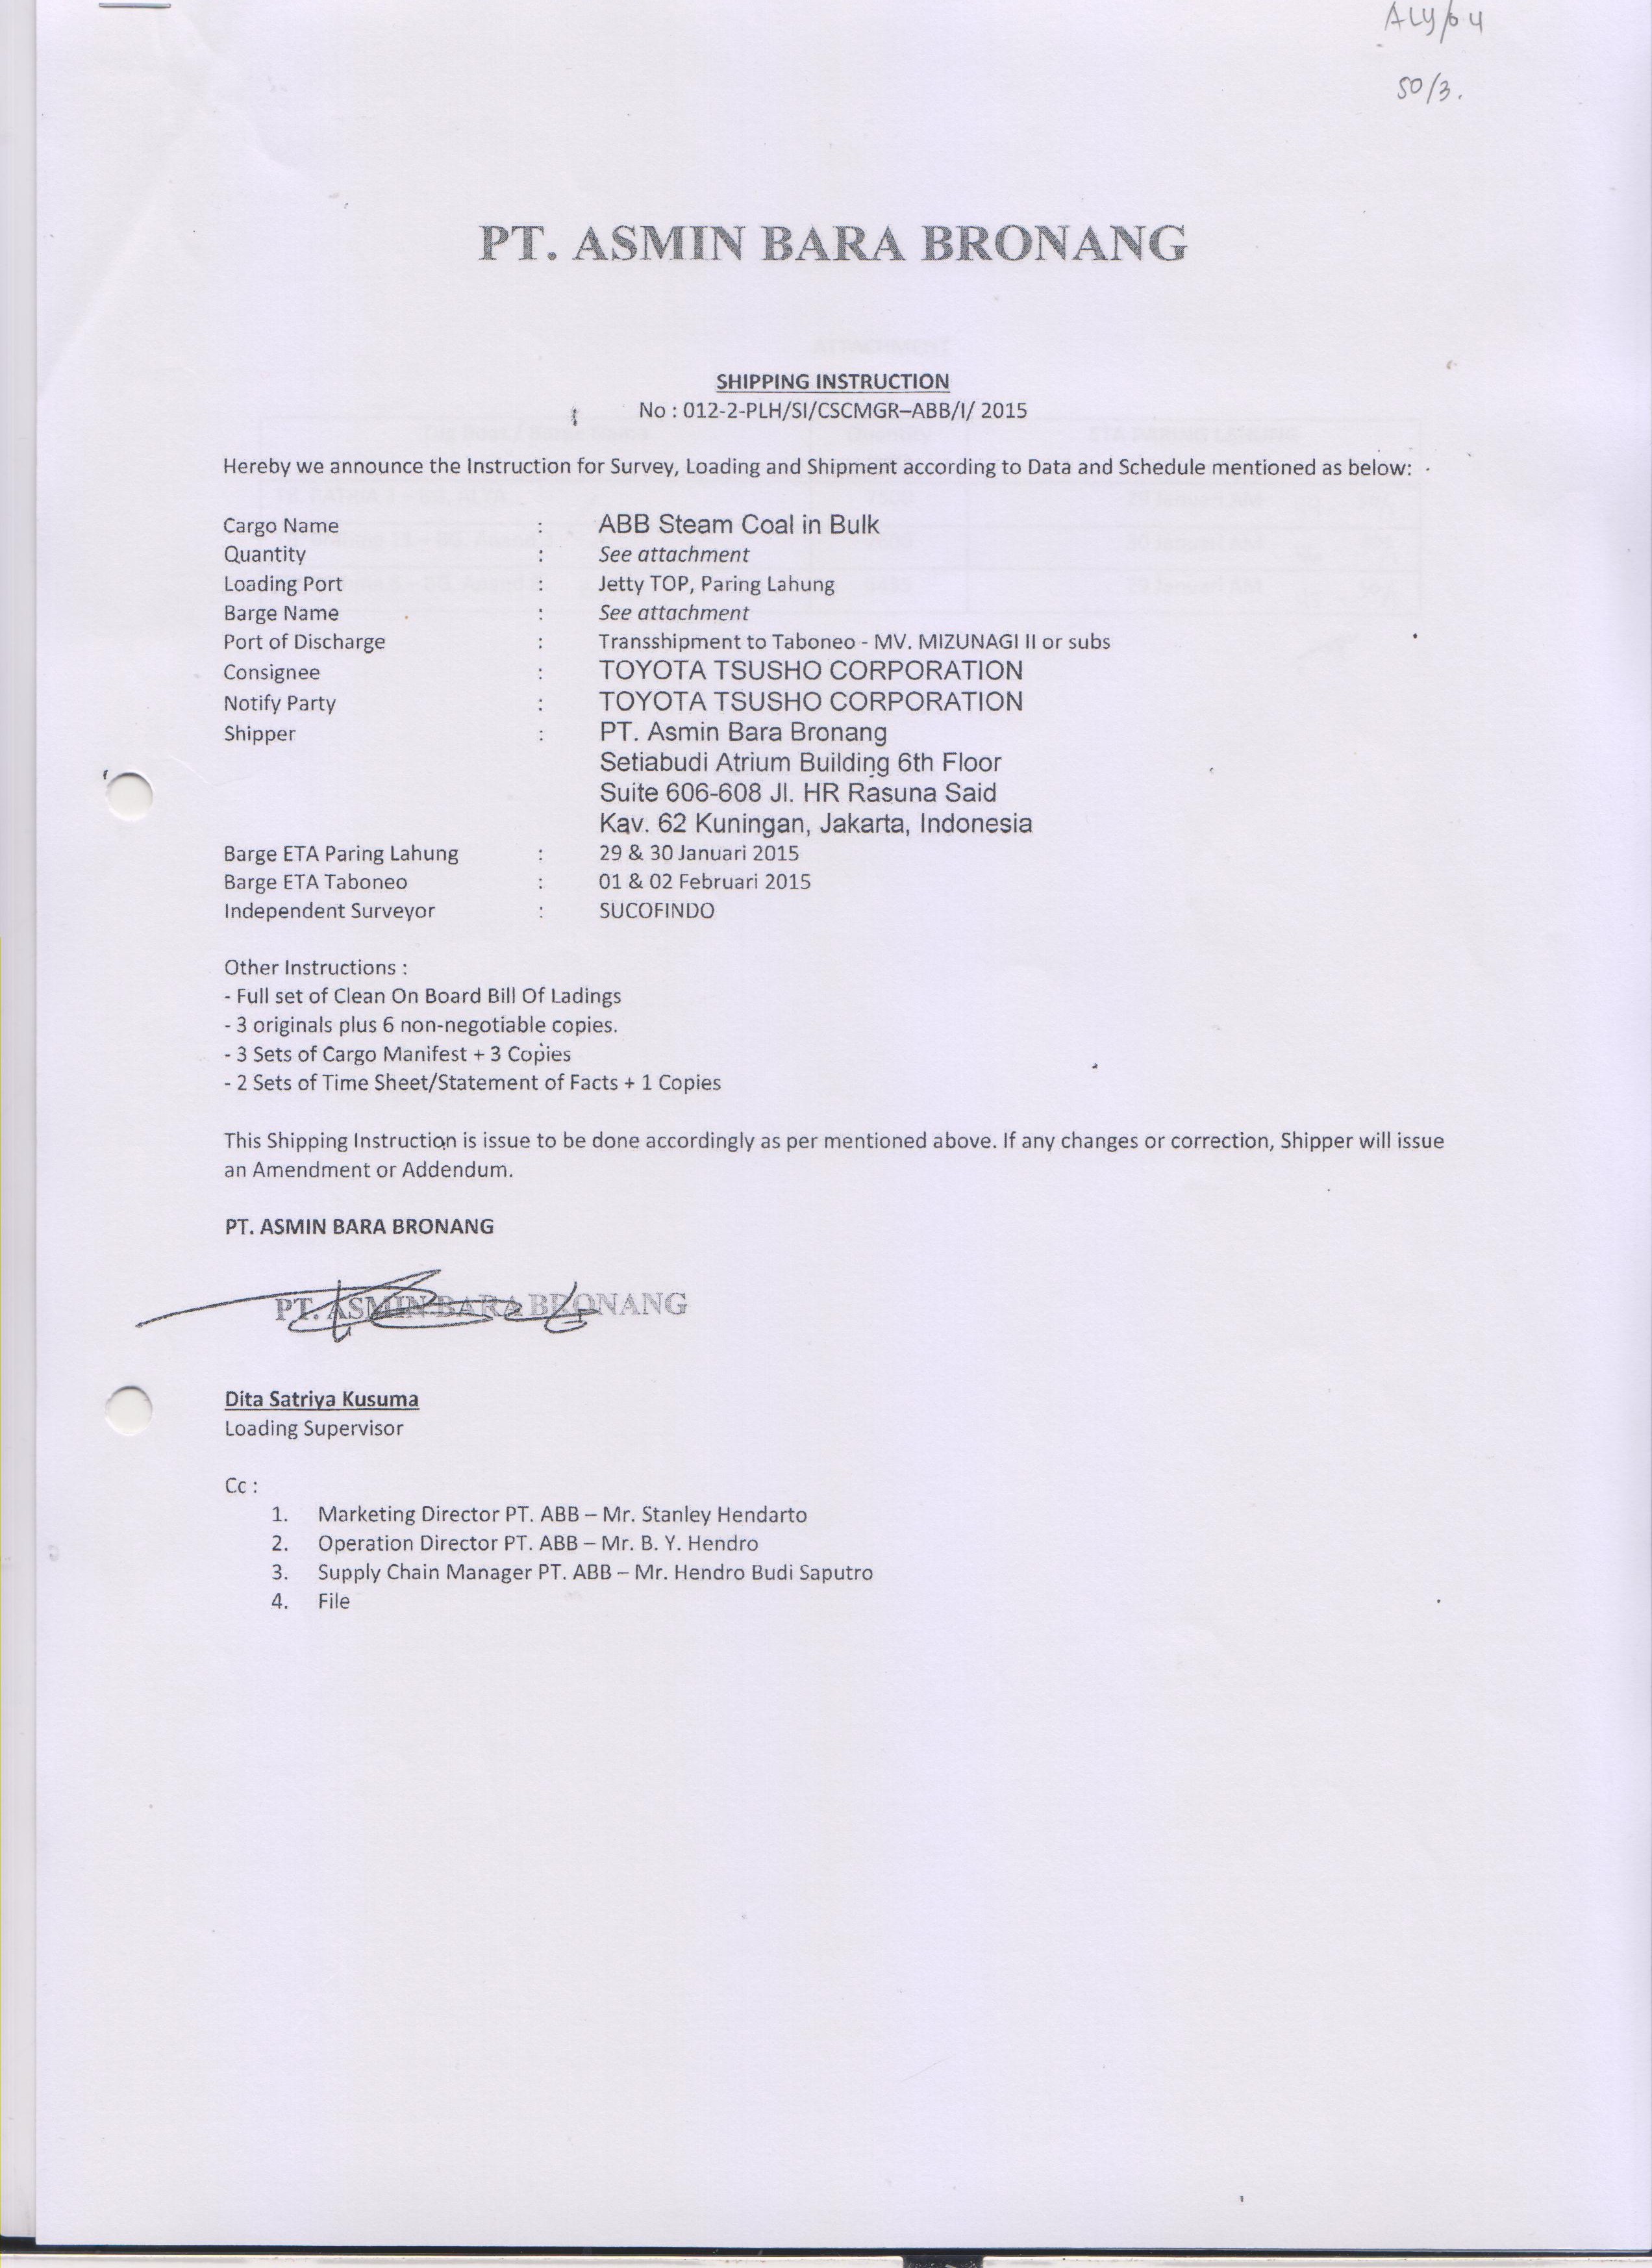 ALY/04
50/3.
PT. ASMIN BARA BRONANG
SHIPPING INSTRUCTION
No : 012-2-PLH/SI/CSCMGR–ABB/I/ 2015
Hereby we announce the Instruction for Survey, Loading and Shipment according to Data and Schedule mentioned as below:
Cargo Name : ABB Steam Coal in Bulk
Quantity : See attachment
Loading Port : Jetty TOP, Paring Lahung
Barge Name : See attachment
Port of Discharge : Transshipment to Taboneo - MV. MIZUNAGI II or subs
Consignee : TOYOTA TSUSHO CORPORATION
Notify Party : TOYOTA TSUSHO CORPORATION
Shipper : PT. Asmin Bara Bronang
Setiabudi Atrium Building 6th Floor
Suite 606-608 Jl. HR Rasuna Said
Kav. 62 Kuningan, Jakarta, Indonesia
Barge ETA Paring Lahung : 29 & 30 Januari 2015
Barge ETA Taboneo : 01 & 02 Februari 2015
Independent Surveyor : SUCOFINDO
Other Instructions :
- Full set of Clean On Board Bill Of Ladings
- 3 originals plus 6 non-negotiable copies.
- 3 Sets of Cargo Manifest + 3 Copies
- 2 Sets of Time Sheet/Statement of Facts + 1 Copies
This Shipping Instruction is issue to be done accordingly as per mentioned above. If any changes or correction, Shipper will issue
an Amendment or Addendum.
PT. ASMIN BARA BRONANG
PT. ASMIN BARA BRONANG
Dita Satriya Kusuma
Loading Supervisor
Cc :
1. Marketing Director PT. ABB – Mr. Stanley Hendarto
2. Operation Director PT. ABB – Mr. B. Y. Hendro
3. Supply Chain Manager PT. ABB – Mr. Hendro Budi Saputro
4. File